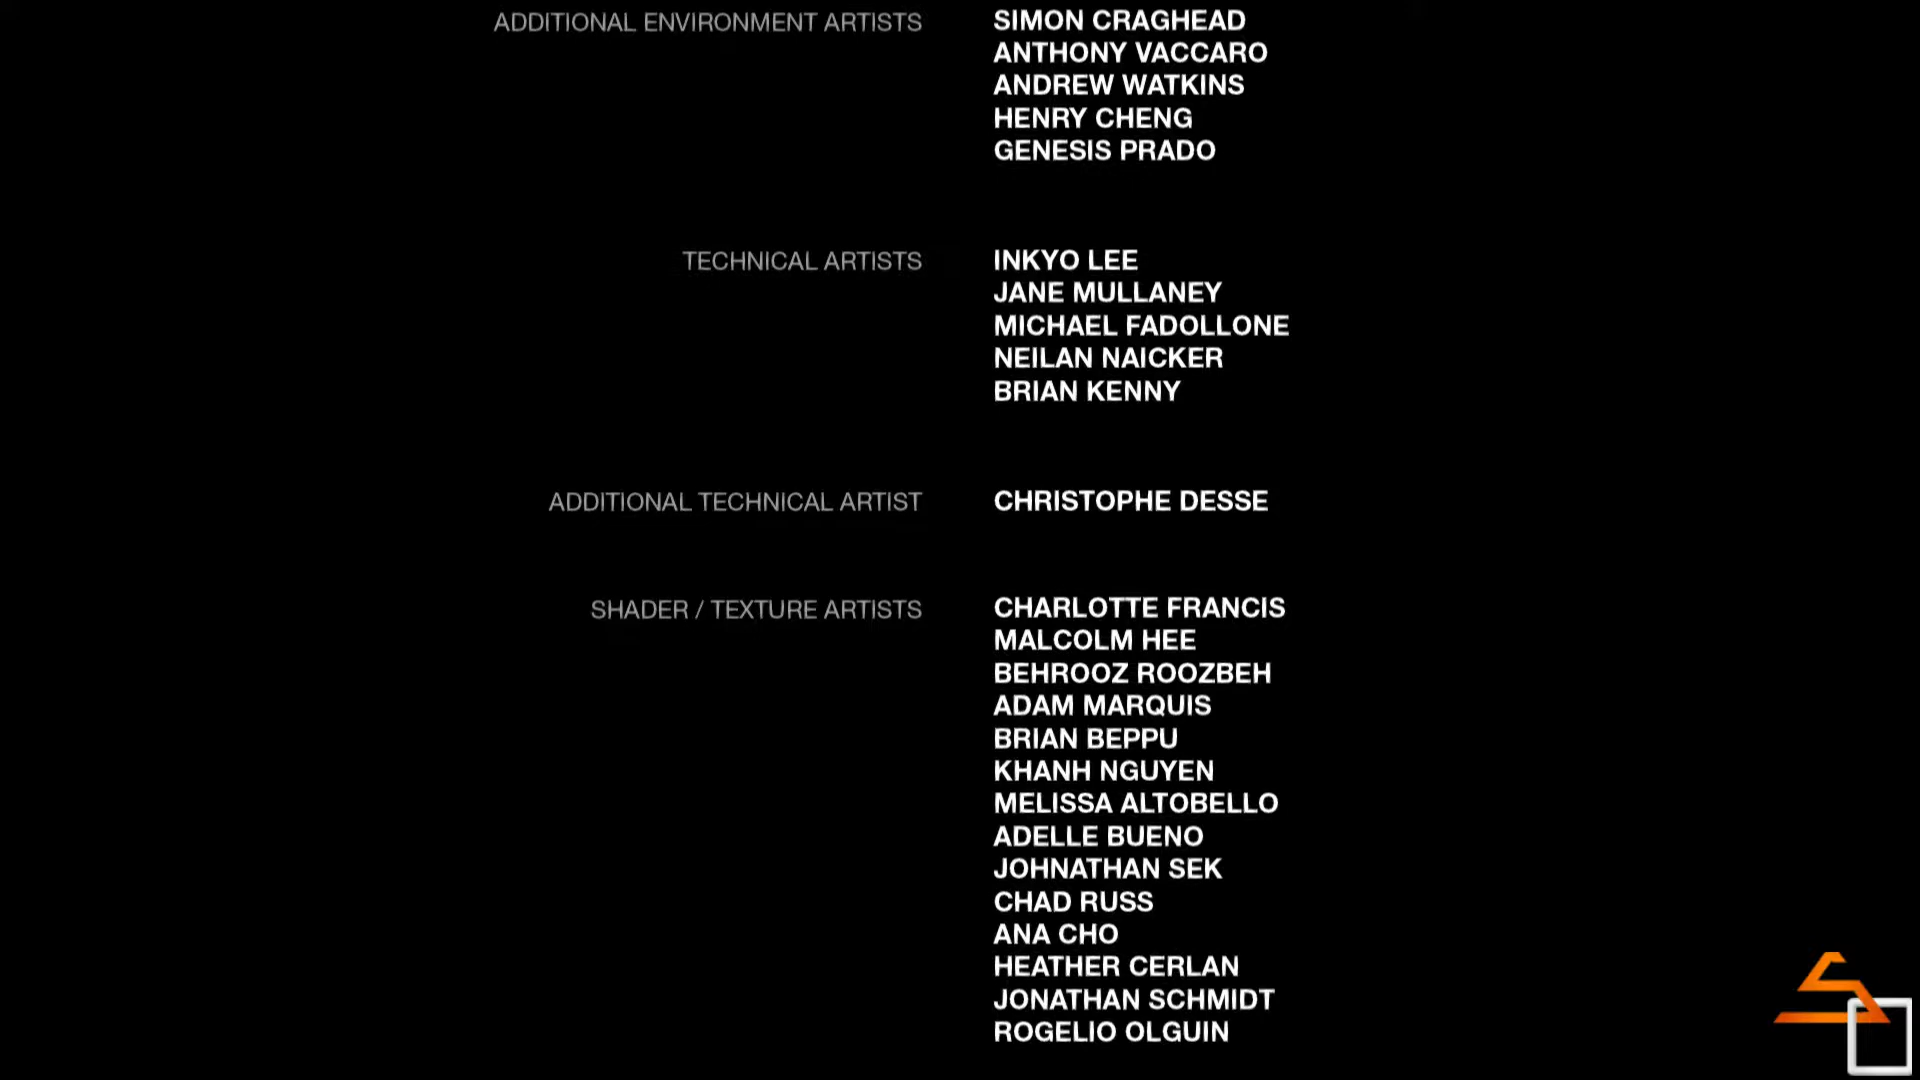 ADDITIONAL ENVIRONMENT ARTISTS SIMON CRAGHEAD
ANTHONY VACCARO
ANDREW WATKINS
HENRY CHENG
GENESIS PRADO
TECHNICAL ARTISTS INKYO LEE
JANE MULLANEY
MICHAEL FADOLLONE
NEILAN NAICKER
BRIAN KENNY
ADDITIONAL TECHNICAL ARTIST CHRISTOPHE DESSE
SHADER / TEXTURE ARTISTS CHARLOTTE FRANCIS
MALCOLM HEE
BEHROOZ ROOZBEH
ADAM MARQUIS
BRIAN BEPPU
KHANH NGUYEN
MELISSA ALTOBELLO
ADELLE BUENO
JOHNATHAN SEK
CHAD RUSS
ANA CHO
HEATHER CERLAN
JONATHAN SCHMIDT
ROGELIO OLGUIN